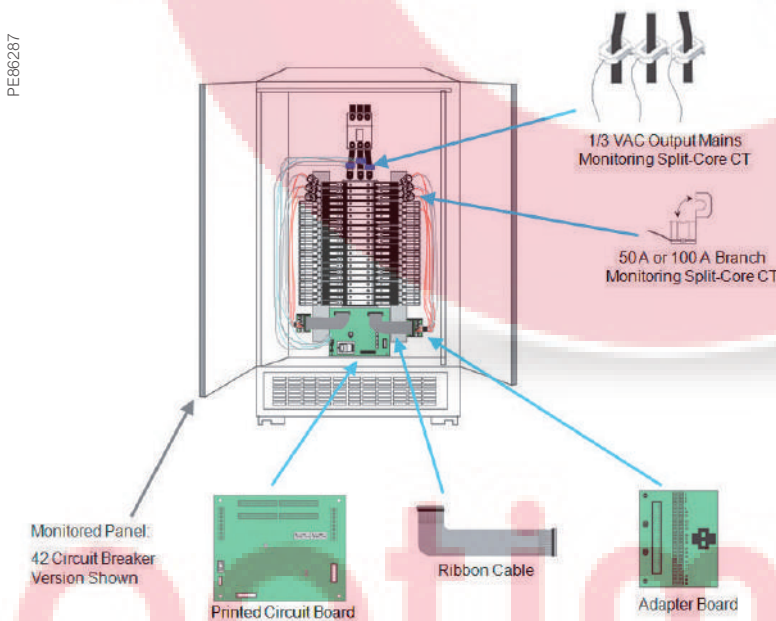 PE86287
1/3 VAC Output Mains
Monitoring Split-Core CT
50 A or 100 A Branch
Monitoring Split-Core CT
Monitored Panel:
42 Circuit Breaker
Version Shown
Printed Circuit Board
Ribbon Cable
Adapter Board